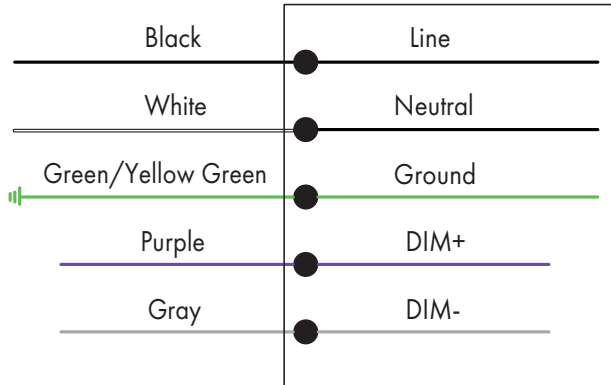 Black Line
White Neutral
Green/Yellow Green Ground
Purple DIM+
Gray DIM-